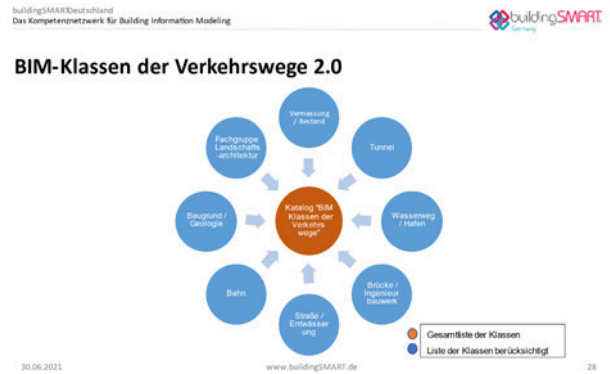 buildingSMART Deutschland
Das Kompetenznetzwerk für Building Information Modeling
buildingSMART
Germany
BIM-Klassen der Verkehrswege 2.0
Vermessung
/ Bestand
Fachgruppe
Landschafts
-architektur
Tunnel
Katalog "BIM
Klassen der
Verkehrs
wege"
Baugrund /
Geologie
Wasserweg
/ Hafen
Bahn
Brücke /
Ingenieur
bauwerk
Straße /
Entwässer
ung
Gesamtliste der Klassen
Liste der Klassen berücksichtigt
30.06.2021
www.buildingSMART.de
28